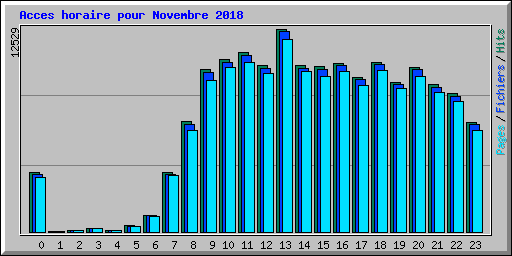 Acces horaire pour Novembre 2018
12529
Pages/Fichiers/Hits
0 1 2 3 4 5 6 7 8 9 10 11 12 13 14 15 16 17 18 19 20 21 22 23